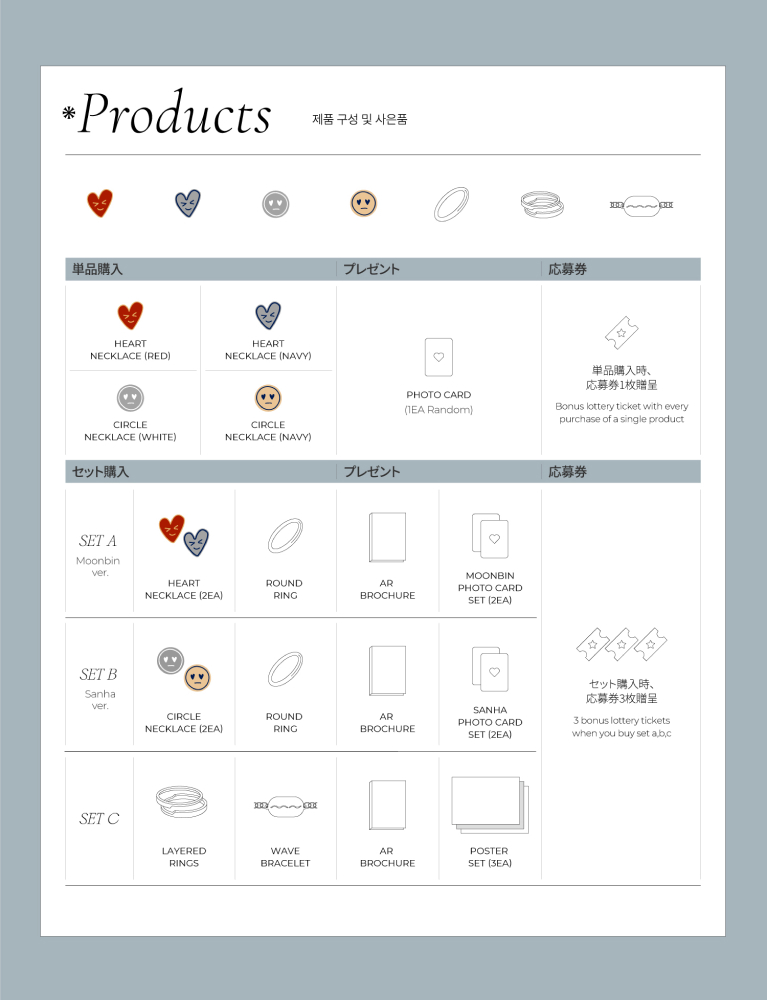 *Products
제품 구성 및 사은품
単品購入
プレゼント
応募券
HEART
NECKLACE (RED)
HEART
NECKLACE (NAVY)
CIRCLE
NECKLACE (WHITE)
CIRCLE
NECKLACE (NAVY)
PHOTO CARD
(1EA Random)
単品購入時、
応募券1枚贈呈
Bonus lottery ticket with every
purchase of a single product
セット購入
プレゼント
応募券
SET A
Moonbin
ver.
HEART
NECKLACE (2EA)
ROUND
RING
AR
BROCHURE
MOONBIN
PHOTO CARD
SET (2EA)
SET B
Sanha
ver.
CIRCLE
NECKLACE (2EA)
ROUND
RING
AR
BROCHURE
SANHA
PHOTO CARD
SET (2EA)
セット購入時、
応募券3枚贈呈
3 bonus lottery tickets
when you buy set a,b,c
SET C
LAYERED
RINGS
WAVE
BRACELET
AR
BROCHURE
POSTER
SET (3EA)